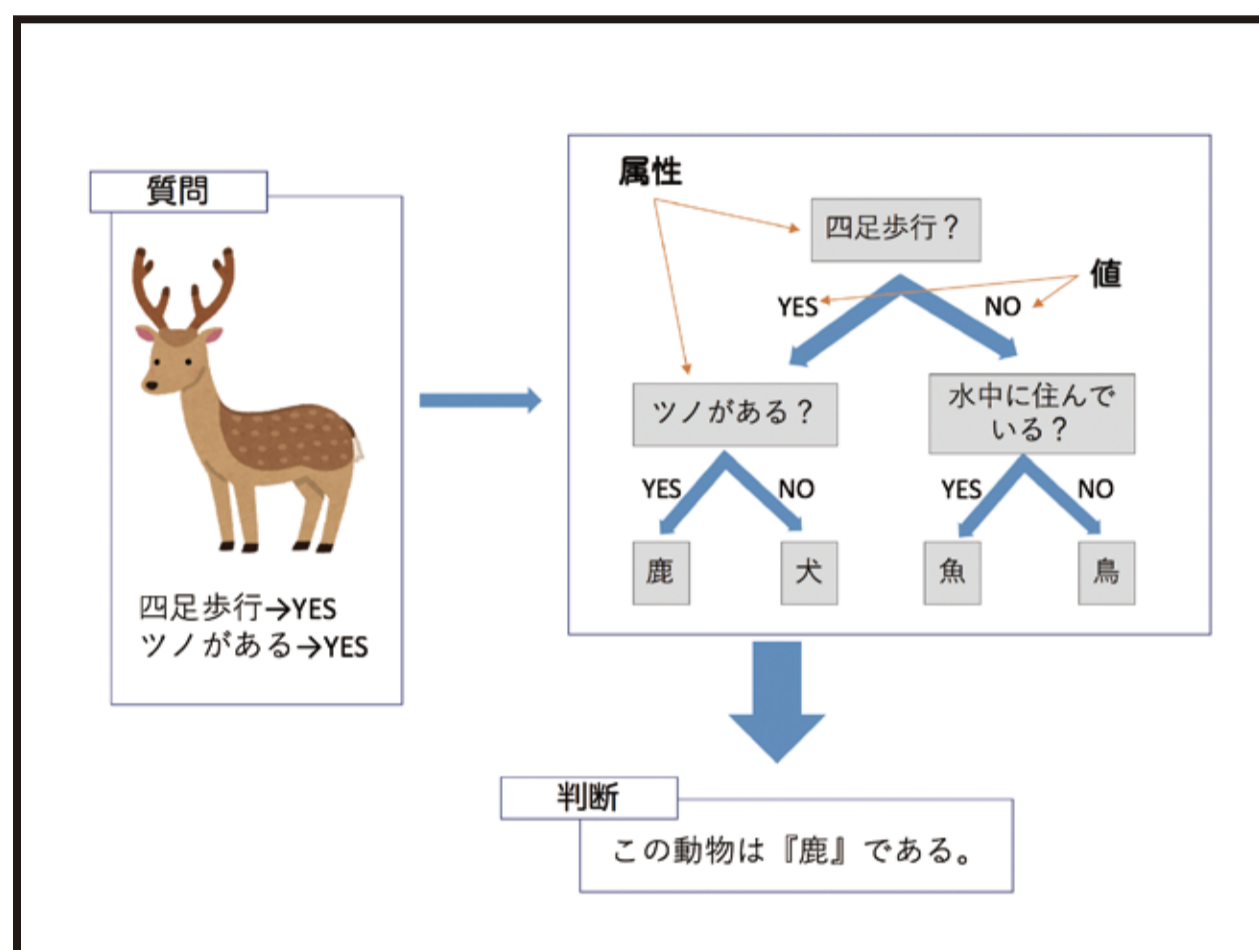 質問
四足歩行→YES
ツノがある→YES
属性
四足歩行？
値
YES
NO
ツノがある？
水中に住んで
いる？
YES
NO
YES
NO
鹿
犬
魚
鳥
判断
この動物は『鹿』である。